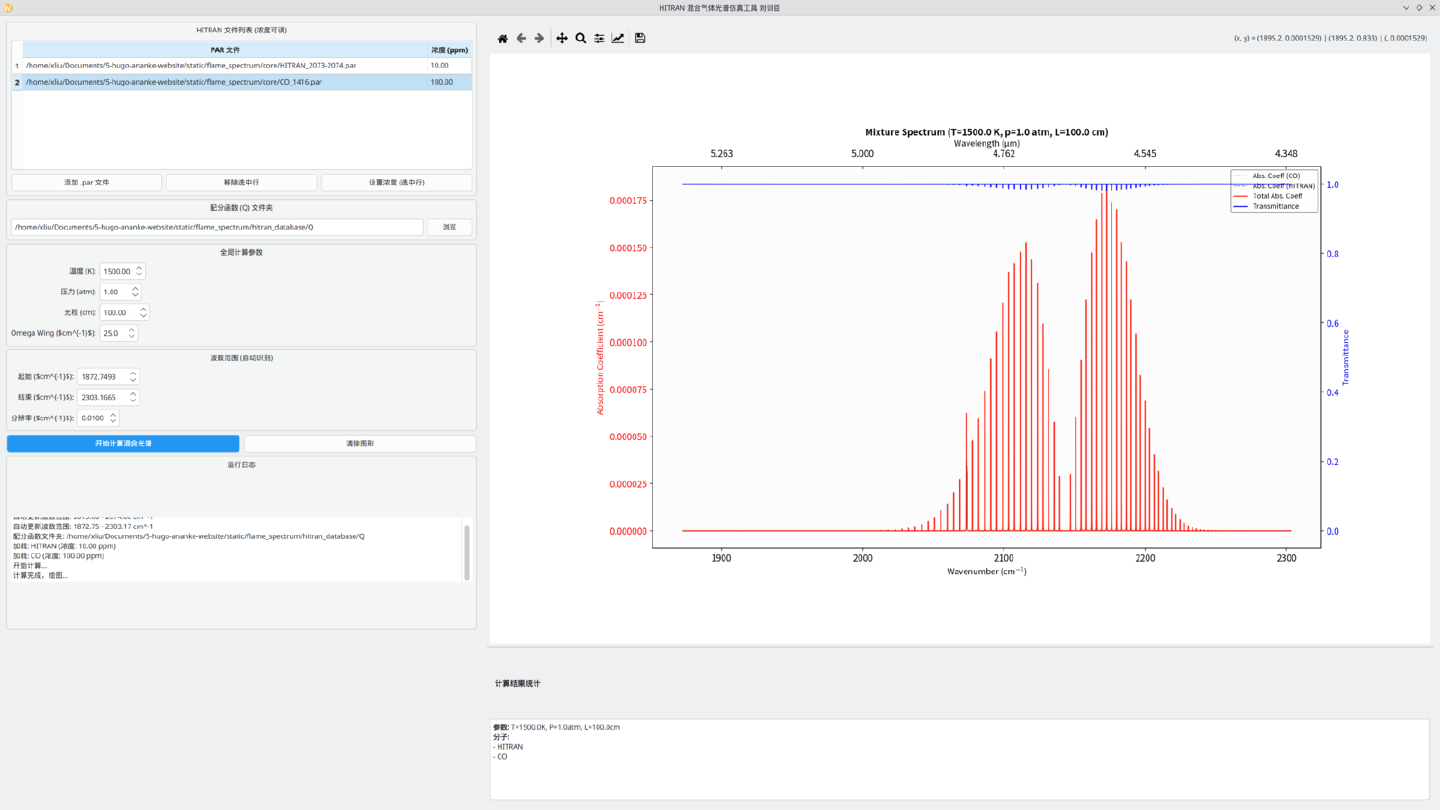 HITRAN 混合气体光谱仿真工具 刘训臣
HITRAN 文件列表 (浓度可调)
PAR 文件 浓度 (ppm)
1 /home/xliu/Documents/5-hugo-ananke-website/static/flame_spectrum/core/HITRAN_2073-2074.par 10.00
2 /home/xliu/Documents/5-hugo-ananke-website/static/flame_spectrum/core/CO_1416.par 100.00
添加 .par 文件 移除选中行 设置浓度 (选中行)
配分函数 (Q) 文件夹
/home/xliu/Documents/5-hugo-ananke-website/static/flame_spectrum/hitran_database/Q 浏览
全局计算参数
温度 (K): 1500.00
压力 (atm): 1.00
光程 (cm): 100.00
Omega Wing ($cm^{-1}$): 25.0
波数范围 (自动识别)
起始 ($cm^{-1}$): 1872.7493
结束 ($cm^{-1}$): 2303.1665
分辨率 ($cm^{-1}$): 0.0100
开始计算混合光谱 清除图形
运行日志
自动更新波数范围: 1872.75 - 2303.17 cm^-1
配分函数文件夹: /home/xliu/Documents/5-hugo-ananke-website/static/flame_spectrum/hitran_database/Q
加载: HITRAN (浓度: 10.00 ppm)
加载: CO (浓度: 100.00 ppm)
开始计算...
计算完成，绘图...
(x, y) = (1895.2, 0.0001529) | (1895.2, 0.833) | (, 0.0001529)
Mixture Spectrum (T=1500.0 K, p=1.0 atm, L=100.0 cm)
Wavelength (μm)
5.263 5.000 4.762 4.545 4.348
Abs. Coeff (CO)
Abs. Coeff (HITRAN)
Total Abs. Coeff
Transmittance
0.000175
0.000150
0.000125
0.000100
0.000075
0.000050
0.000025
0.000000
Absorption Coefficient (cm⁻¹)
1.0
0.8
0.6
0.4
0.2
0.0
Transmittance
1900 2000 2100 2200 2300
Wavenumber (cm⁻¹)
计算结果统计
参数: T=1500.0K, P=1.0atm, L=100.0cm
分子:
- HITRAN
- CO